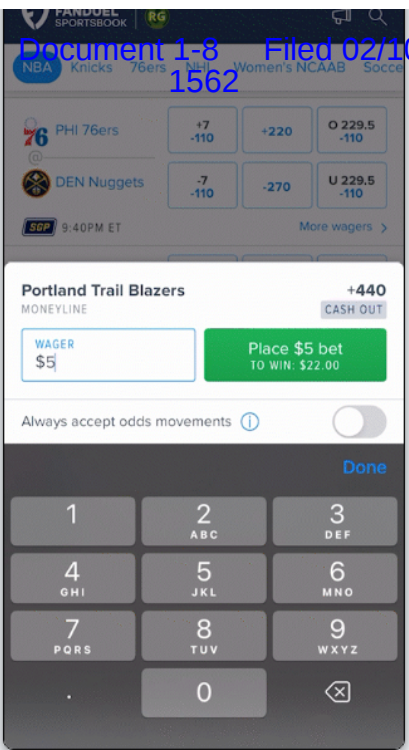 FANDUEL
SPORTSBOOK
RG
Document 1-8 Filed 02/10
1562
NBA Knicks 76ers NHL Women's NCAAB Socce
76
PHI 76ers
+7
-110
+220
O 229.5
-110
@
DEN Nuggets
-7
-110
-270
U 229.5
-110
SGP 9:40PM ET
More wagers >
Portland Trail Blazers +440
MONEYLINE CASH OUT
WAGER
$5
Place $5 bet
TO WIN: $22.00
Always accept odds movements
Done
1 2 3
ABC DEF
4 5 6
GHI JKL MNO
7 8 9
PQRS TUV WXYZ
. 0